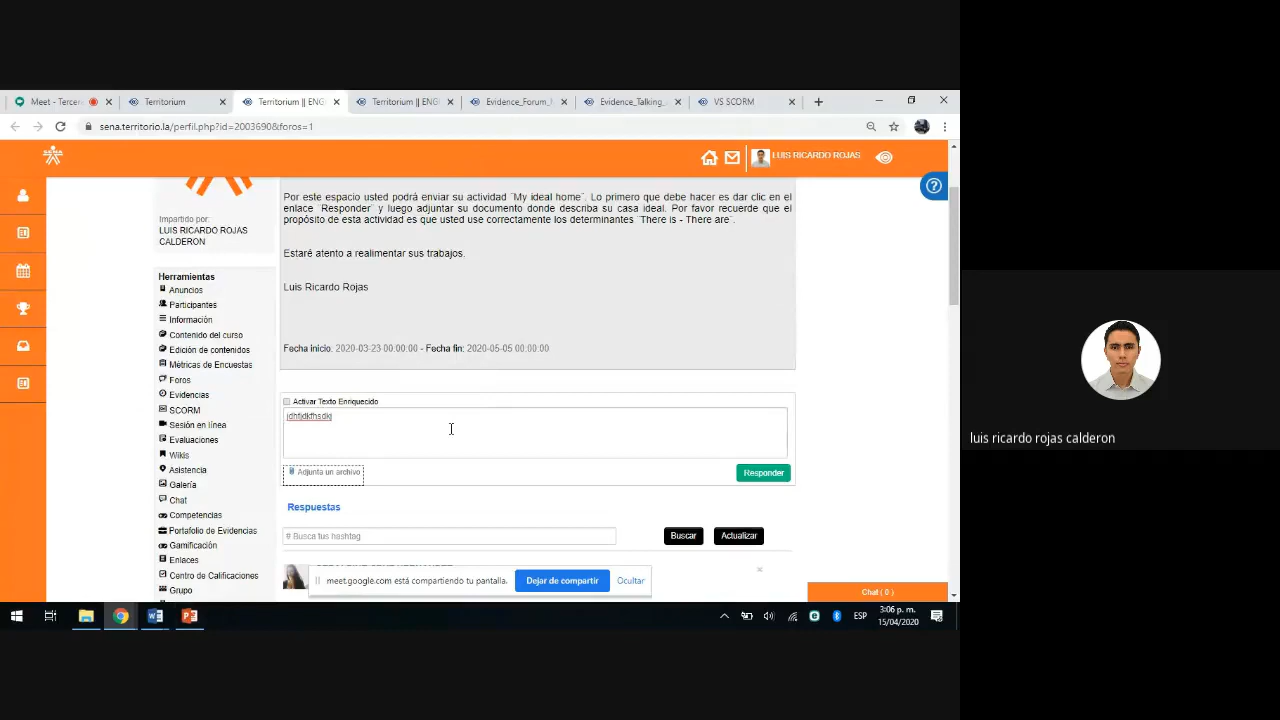 Meet - Tercer
Territorium
Territorium || ENG
Territorium || ENG
Evidence_Forum_
Evidence_Talking_
VS SCORM
sena.territorio.la/perfil.php?id=2003690&foros=1
LUIS RICARDO ROJAS
Impartido por:
LUIS RICARDO ROJAS
CALDERON
Herramientas
Anuncios
Participantes
Información
Contenido del curso
Edición de contenidos
Métricas de Encuestas
Foros
Evidencias
SCORM
Sesión en línea
Evaluaciones
Wikis
Asistencia
Galería
Chat
Competencias
Portafolio de Evidencias
Gamificación
Enlaces
Centro de Calificaciones
Grupo
Por este espacio usted podrá enviar su actividad ¨My ideal home¨. Lo primero que debe hacer es dar clic en el
enlace ¨Responder¨ y luego adjuntar su documento donde describa su casa ideal. Por favor recuerde que el
propósito de esta actividad es que usted use correctamente los determinantes ¨There is - There are¨.
Estaré atento a realimentar sus trabajos.
Luis Ricardo Rojas
Fecha inicio: 2020-03-23 00:00:00 - Fecha fin: 2020-05-05 00:00:00
Activar Texto Enriquecido
jdhfjdkfhsdkj
Adjunta un archivo
Responder
Respuestas
# Busca tus hashtag
Buscar
Actualizar
meet.google.com está compartiendo tu pantalla.
Dejar de compartir
Ocultar
Chat ( 0 )
ESP
3:06 p. m.
15/04/2020
luis ricardo rojas calderon